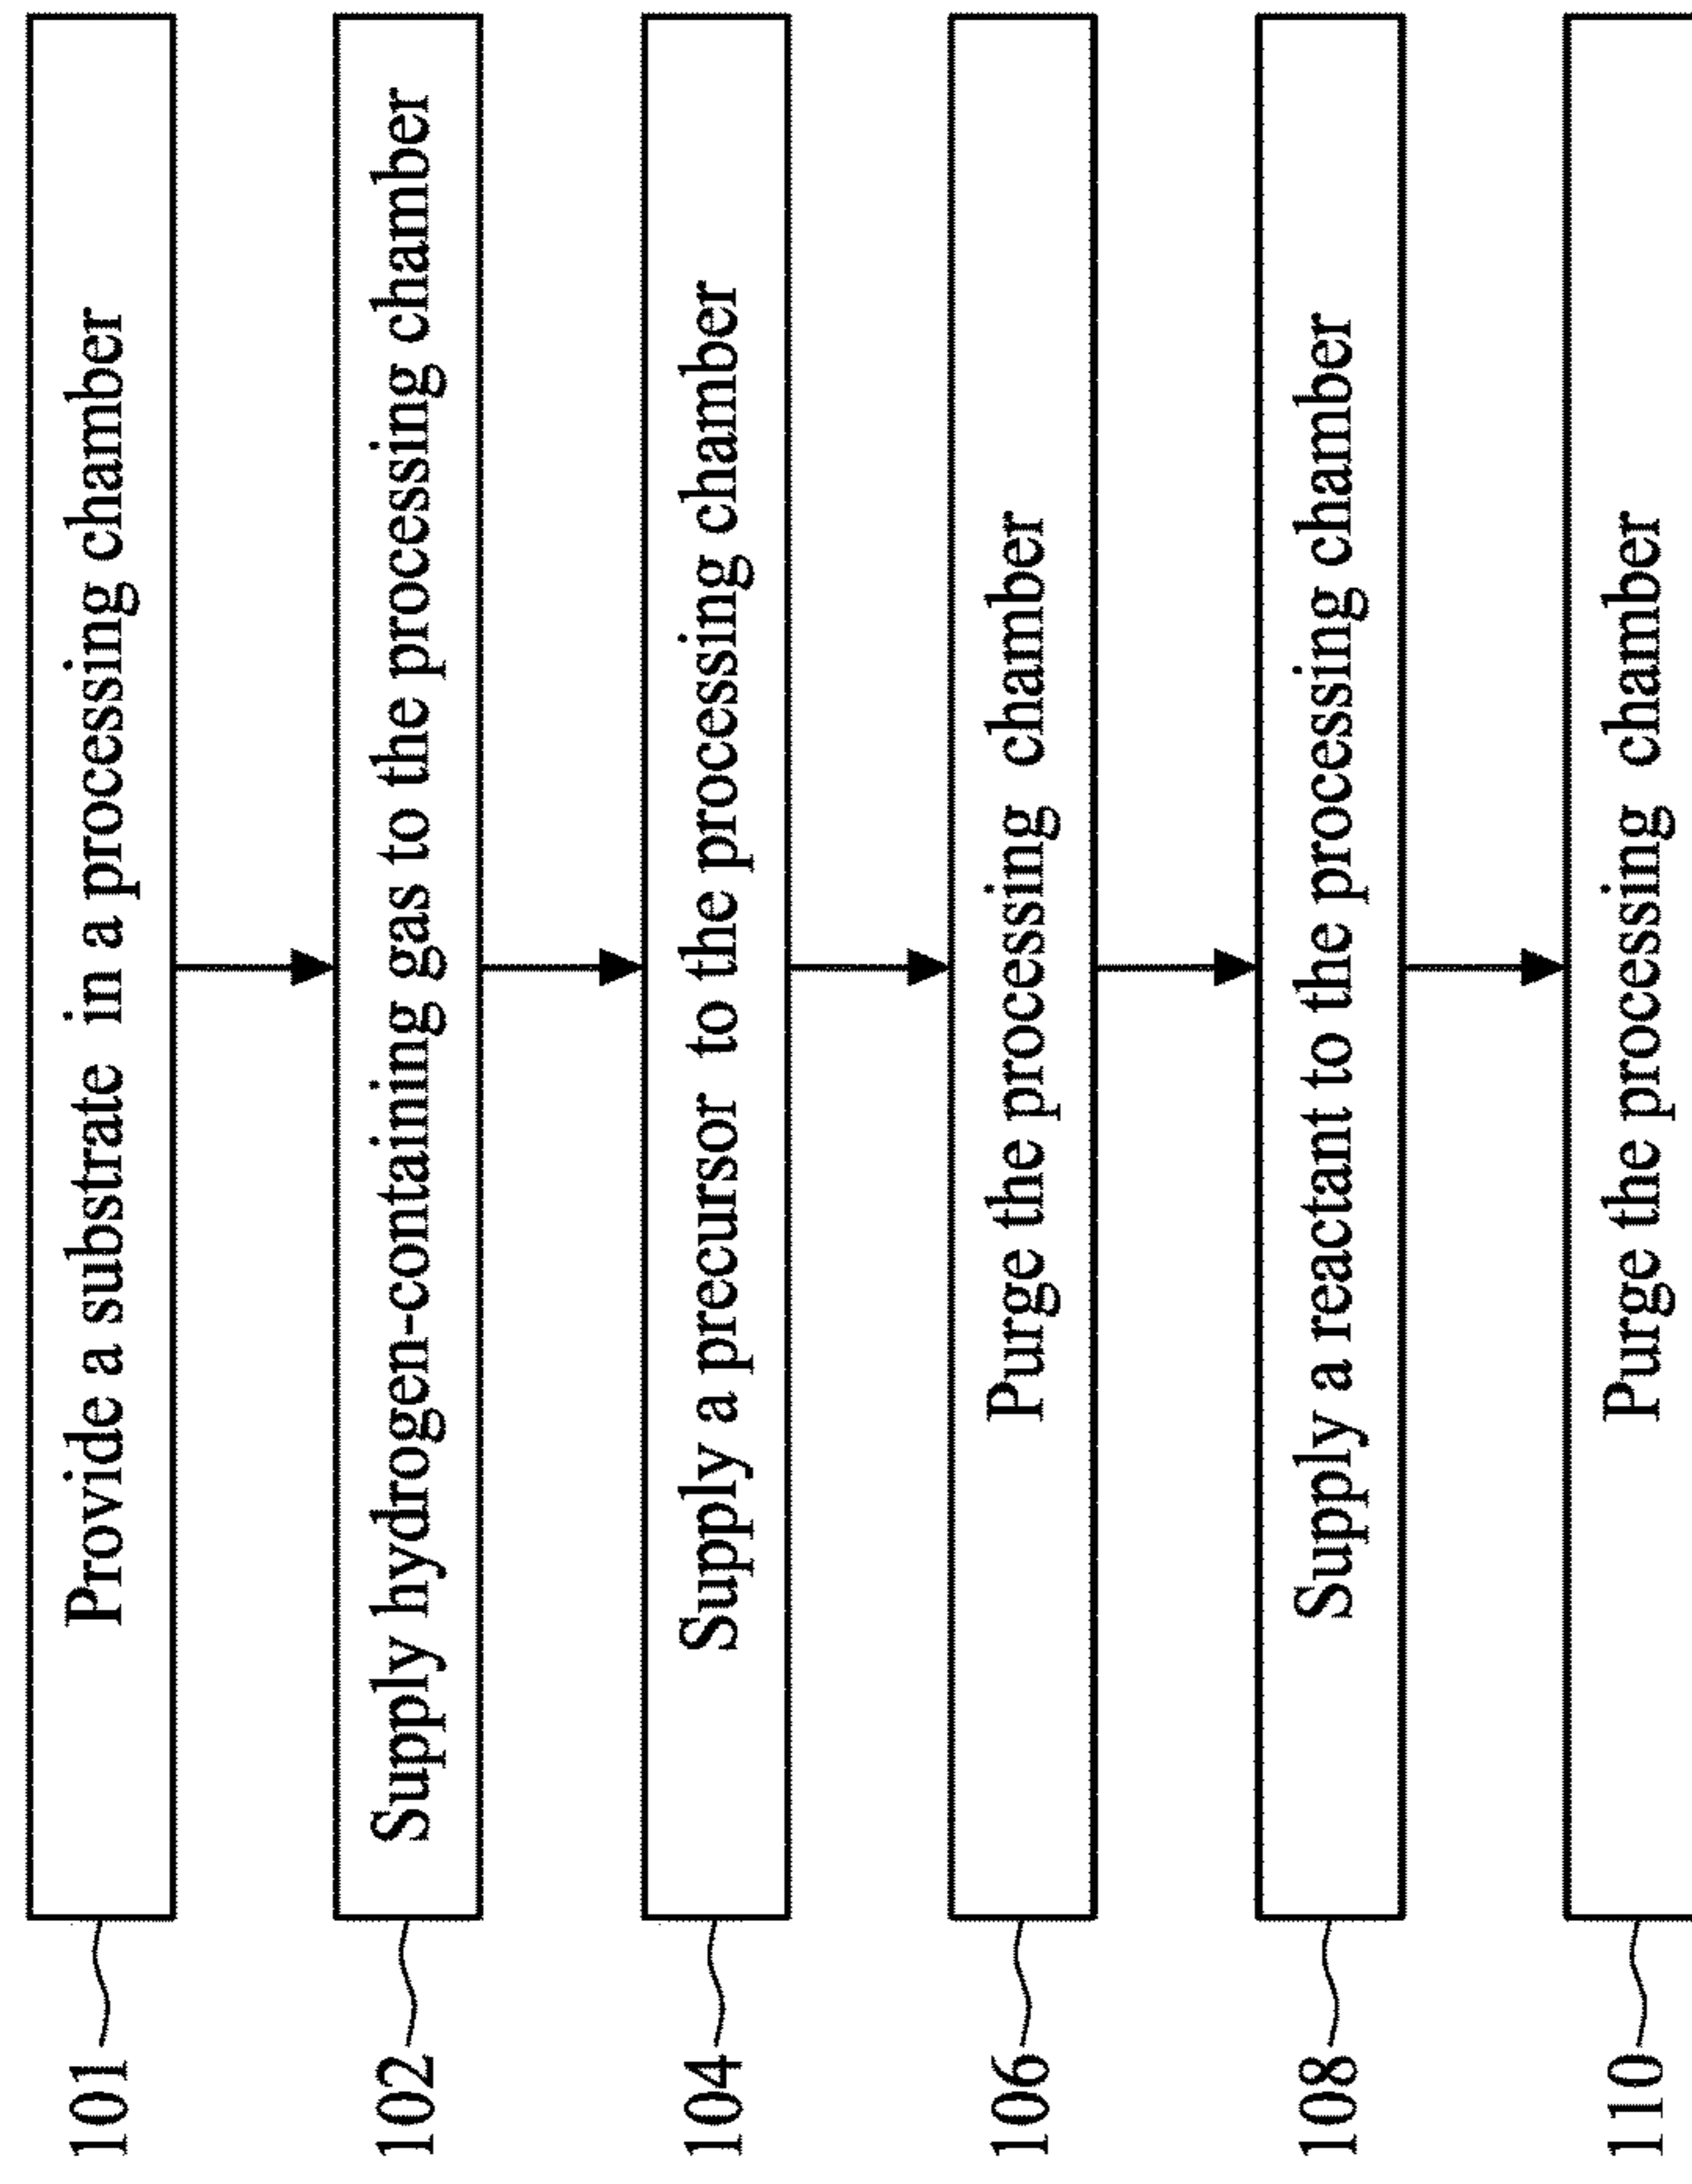 101 Provide a substrate in a processing chamber
102 Supply hydrogen-containing gas to the processing chamber
104 Supply a precursor to the processing chamber
106 Purge the processing chamber
108 Supply a reactant to the processing chamber
110 Purge the processing chamber